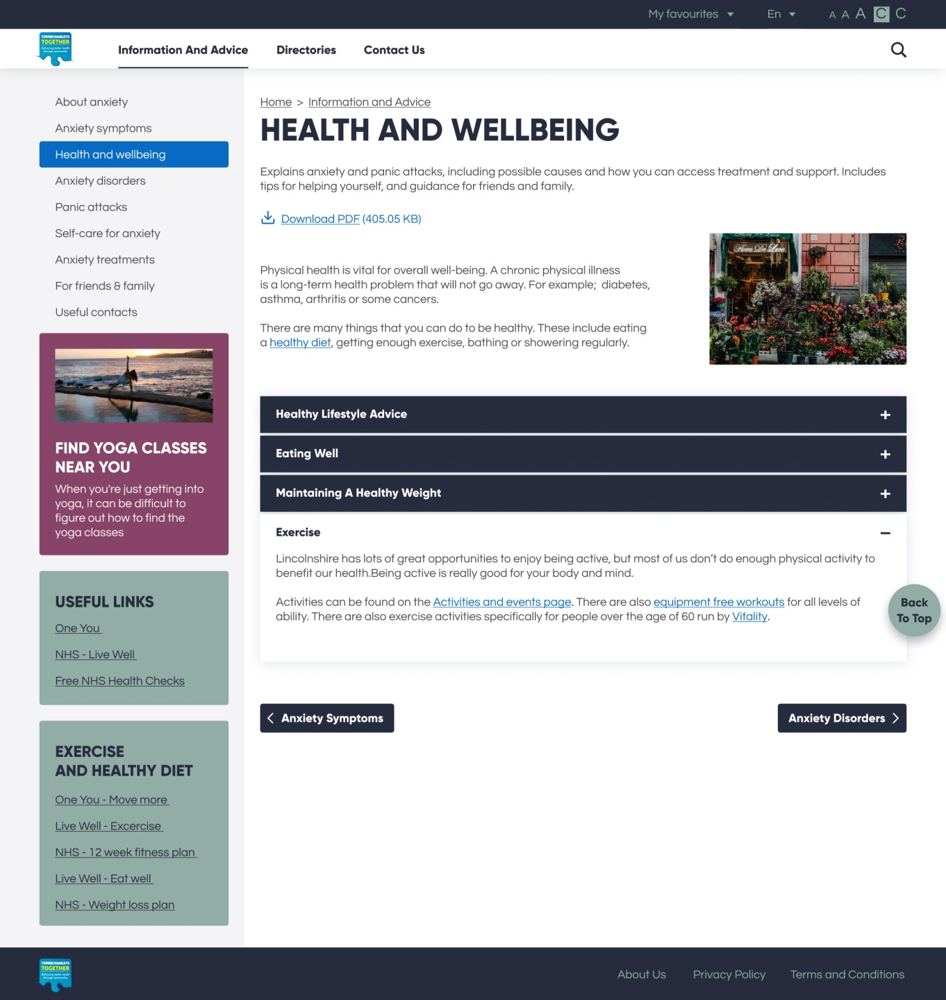 My favourites
En
A A A C C
TOWER HAMLETS
TOGETHER
Delivering better health
through partnership
Information And Advice
Directories
Contact Us
About anxiety
Anxiety symptoms
Health and wellbeing
Anxiety disorders
Panic attacks
Self-care for anxiety
Anxiety treatments
For friends & family
Useful contacts
FIND YOGA CLASSES
NEAR YOU
When you're just getting into
yoga, it can be difficult to
figure out how to find the
yoga classes
USEFUL LINKS
One You
NHS - Live Well
Free NHS Health Checks
EXERCISE
AND HEALTHY DIET
One You - Move more
Live Well - Excercise
NHS - 12 week fitness plan
Live Well - Eat well
NHS - Weight loss plan
Home > Information and Advice
HEALTH AND WELLBEING
Explains anxiety and panic attacks, including possible causes and how you can access treatment and support. Includes
tips for helping yourself, and guidance for friends and family.
Download PDF (405.05 KB)
Physical health is vital for overall well-being. A chronic physical illness
is a long-term health problem that will not go away. For example; diabetes,
asthma, arthritis or some cancers.
There are many things that you can do to be healthy. These include eating
a healthy diet, getting enough exercise, bathing or showering regularly.
Flora De Luca
Healthy Lifestyle Advice
Eating Well
Maintaining A Healthy Weight
Exercise
Lincolnshire has lots of great opportunities to enjoy being active, but most of us don’t do enough physical activity to
benefit our health.Being active is really good for your body and mind.
Activities can be found on the Activities and events page. There are also equipment free workouts for all levels of
ability. There are also exercise activities specifically for people over the age of 60 run by Vitality.
Back
To Top
Anxiety Symptoms
Anxiety Disorders
TOWER HAMLETS
TOGETHER
Delivering better health
through partnership
About Us
Privacy Policy
Terms and Conditions